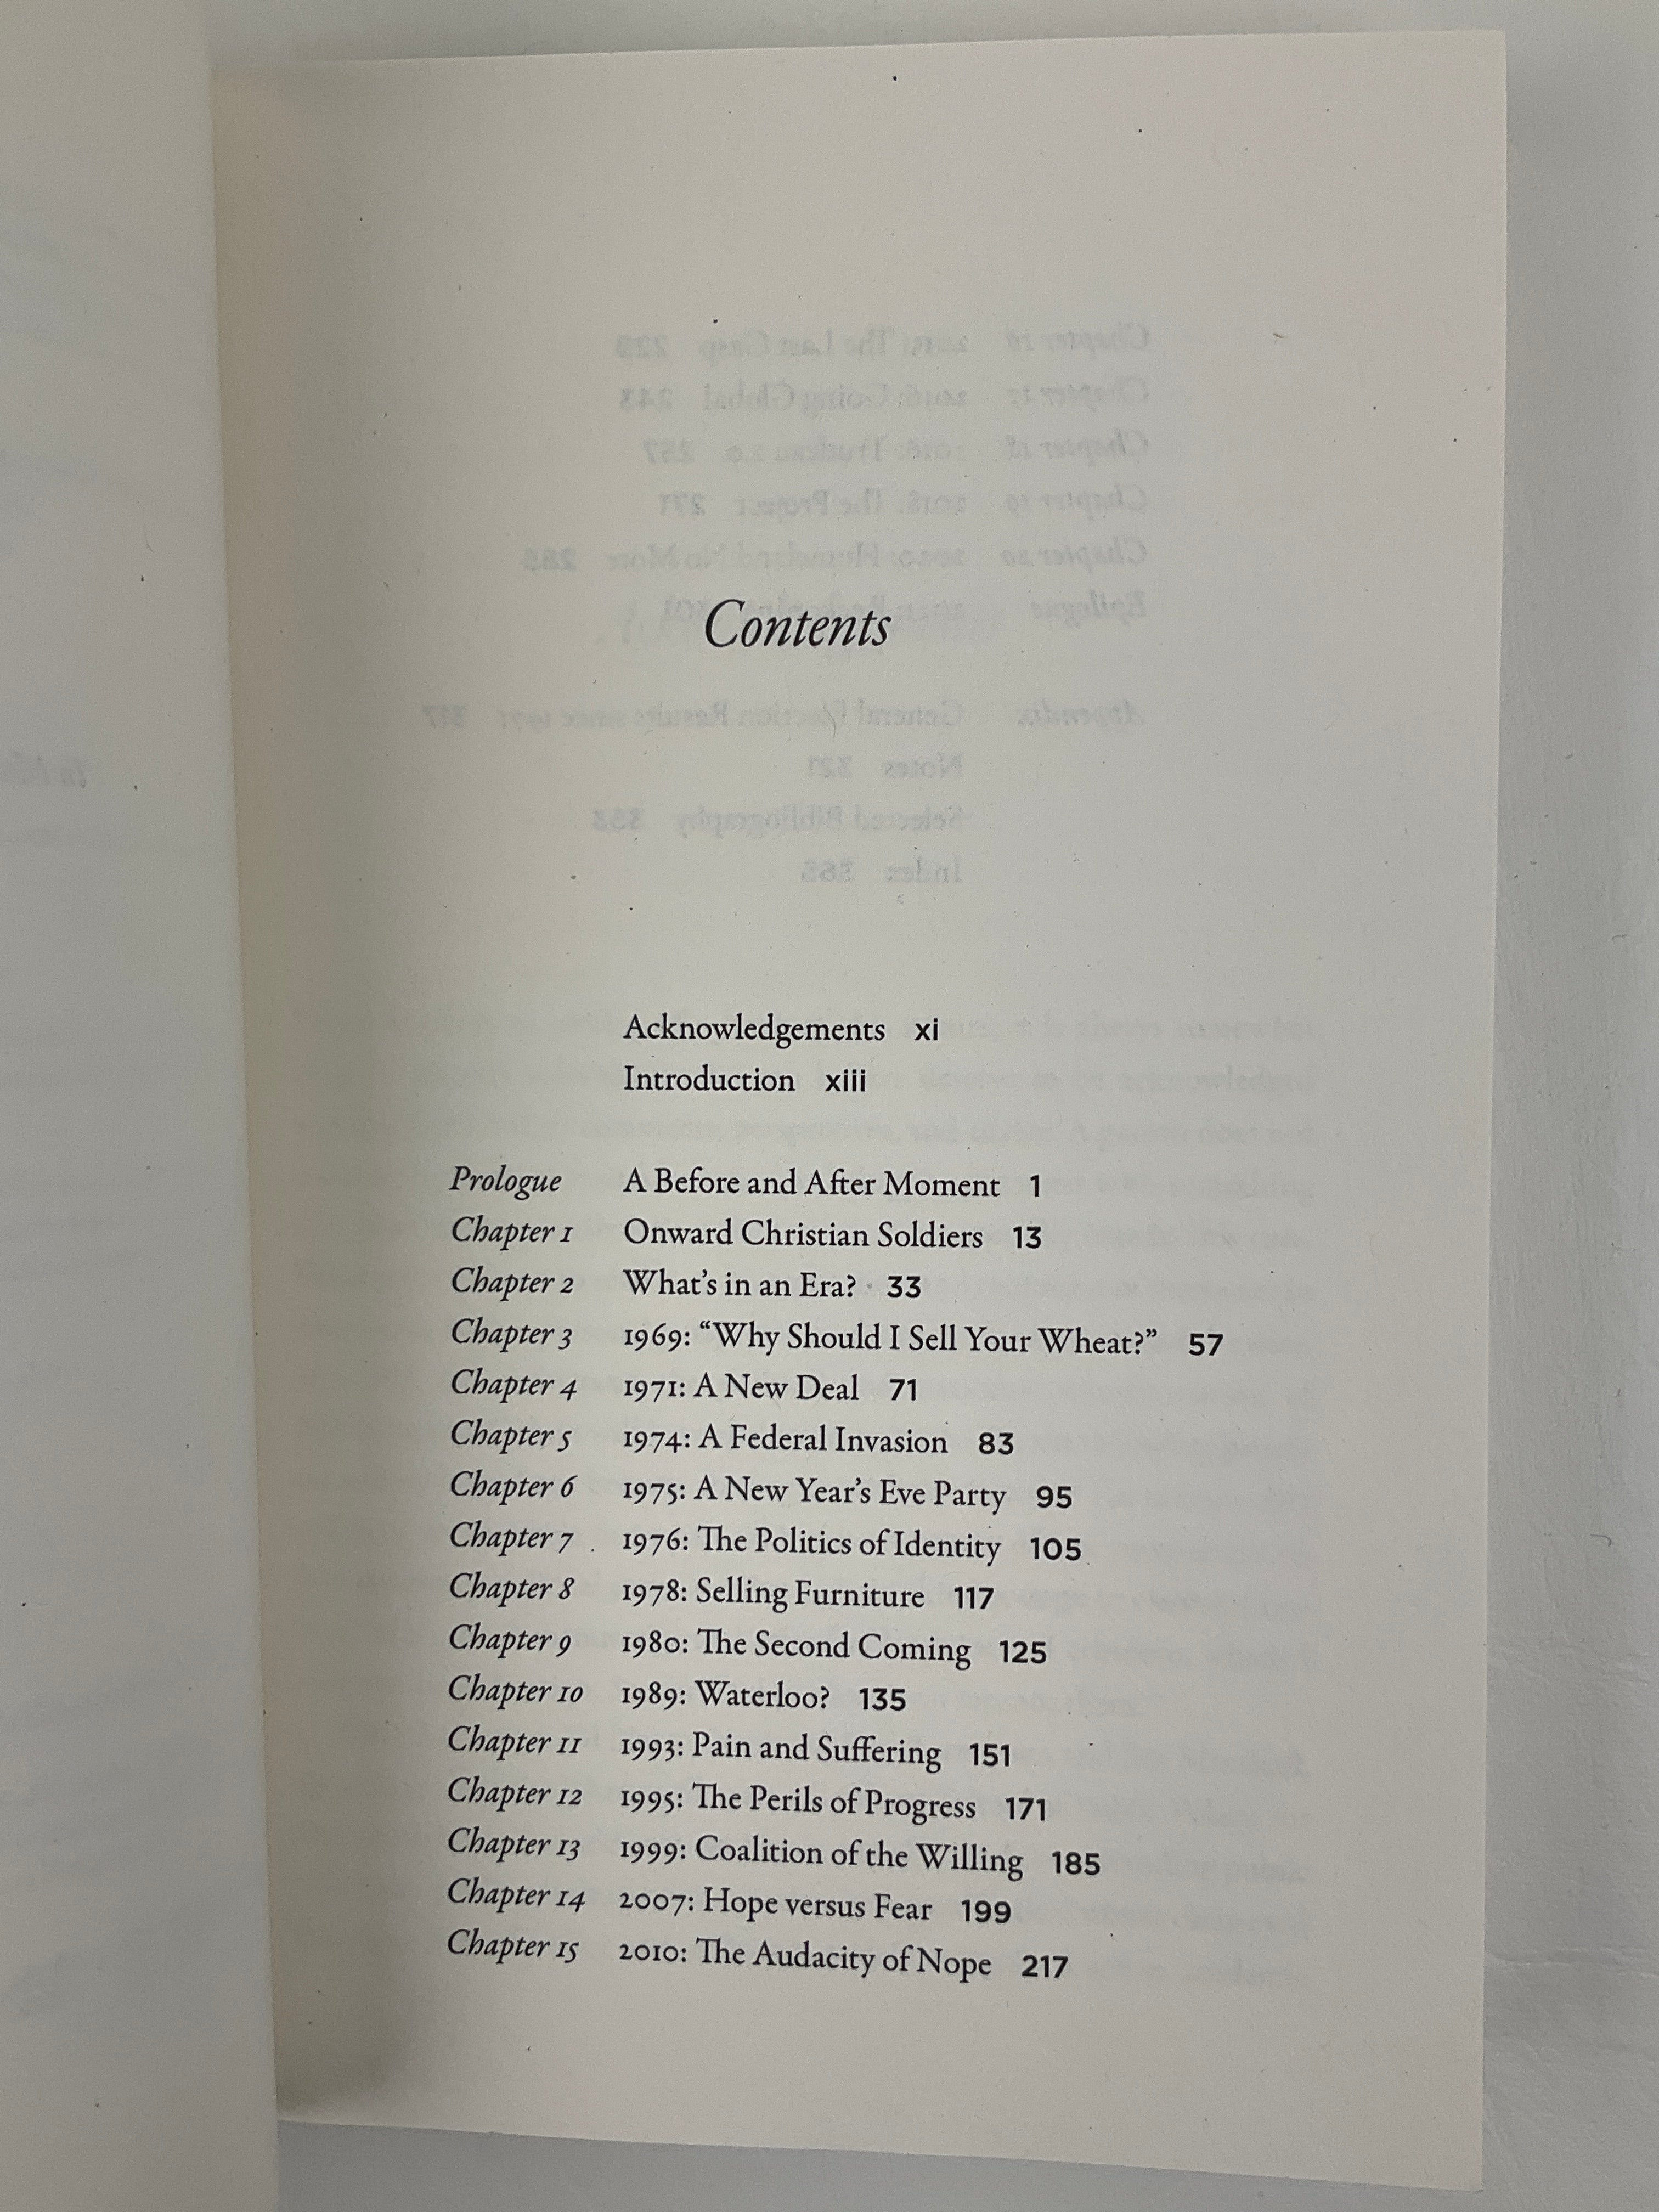 Contents
Acknowledgements xi
Introduction xiii
Prologue A Before and After Moment 1
Chapter 1 Onward Christian Soldiers 13
Chapter 2 What's in an Era? 33
Chapter 3 1969: “Why Should I Sell Your Wheat?” 57
Chapter 4 1971: A New Deal 71
Chapter 5 1974: A Federal Invasion 83
Chapter 6 1975: A New Year's Eve Party 95
Chapter 7 1976: The Politics of Identity 105
Chapter 8 1978: Selling Furniture 117
Chapter 9 1980: The Second Coming 125
Chapter 10 1989: Waterloo? 135
Chapter 11 1993: Pain and Suffering 151
Chapter 12 1995: The Perils of Progress 171
Chapter 13 1999: Coalition of the Willing 185
Chapter 14 2007: Hope versus Fear 199
Chapter 15 2010: The Audacity of Nope 217